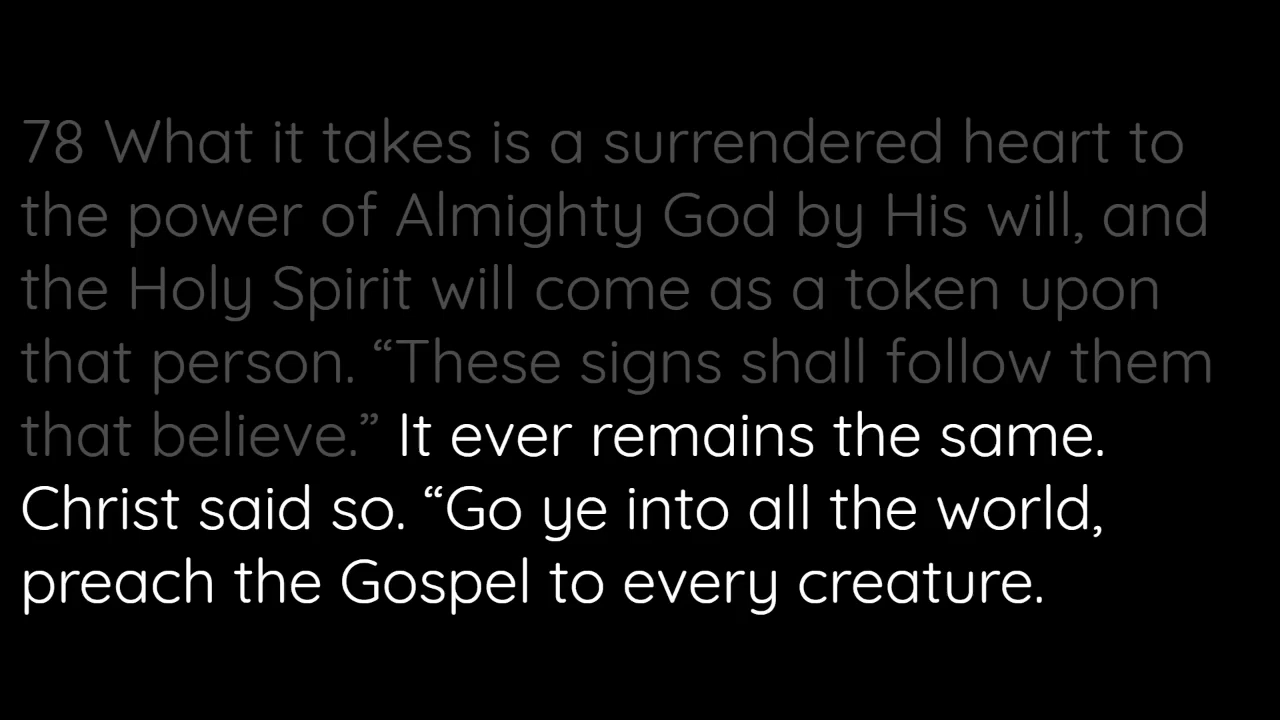 78 What it takes is a surrendered heart to
the power of Almighty God by His will, and
the Holy Spirit will come as a token upon
that person. “These signs shall follow them
that believe.” It ever remains the same.
Christ said so. “Go ye into all the world,
preach the Gospel to every creature.